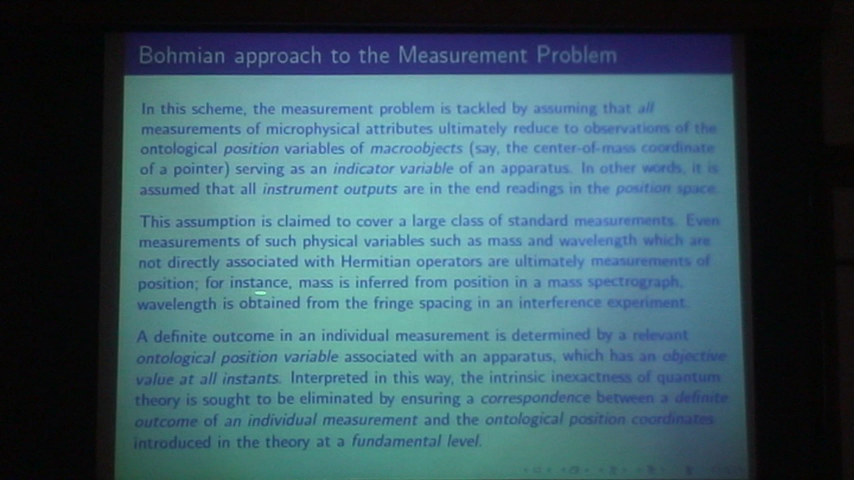 Bohmian approach to the Measurement Problem
In this scheme, the measurement problem is tackled by assuming that all
measurements of microphysical attributes ultimately reduce to observations of the
ontological position variables of macroobjects (say, the center-of-mass coordinate
of a pointer) serving as an indicator variable of an apparatus. In other words, it is
assumed that all instrument outputs are in the end readings in the position space.
This assumption is claimed to cover a large class of standard measurements. Even
measurements of such physical variables such as mass and wavelength which are
not directly associated with Hermitian operators are ultimately measurements of
position; for instance, mass is inferred from position in a mass spectrograph,
wavelength is obtained from the fringe spacing in an interference experiment.
A definite outcome in an individual measurement is determined by a relevant
ontological position variable associated with an apparatus, which has an objective
value at all instants. Interpreted in this way, the intrinsic inexactness of quantum
theory is sought to be eliminated by ensuring a correspondence between a definite
outcome of an individual measurement and the ontological position coordinates
introduced in the theory at a fundamental level.